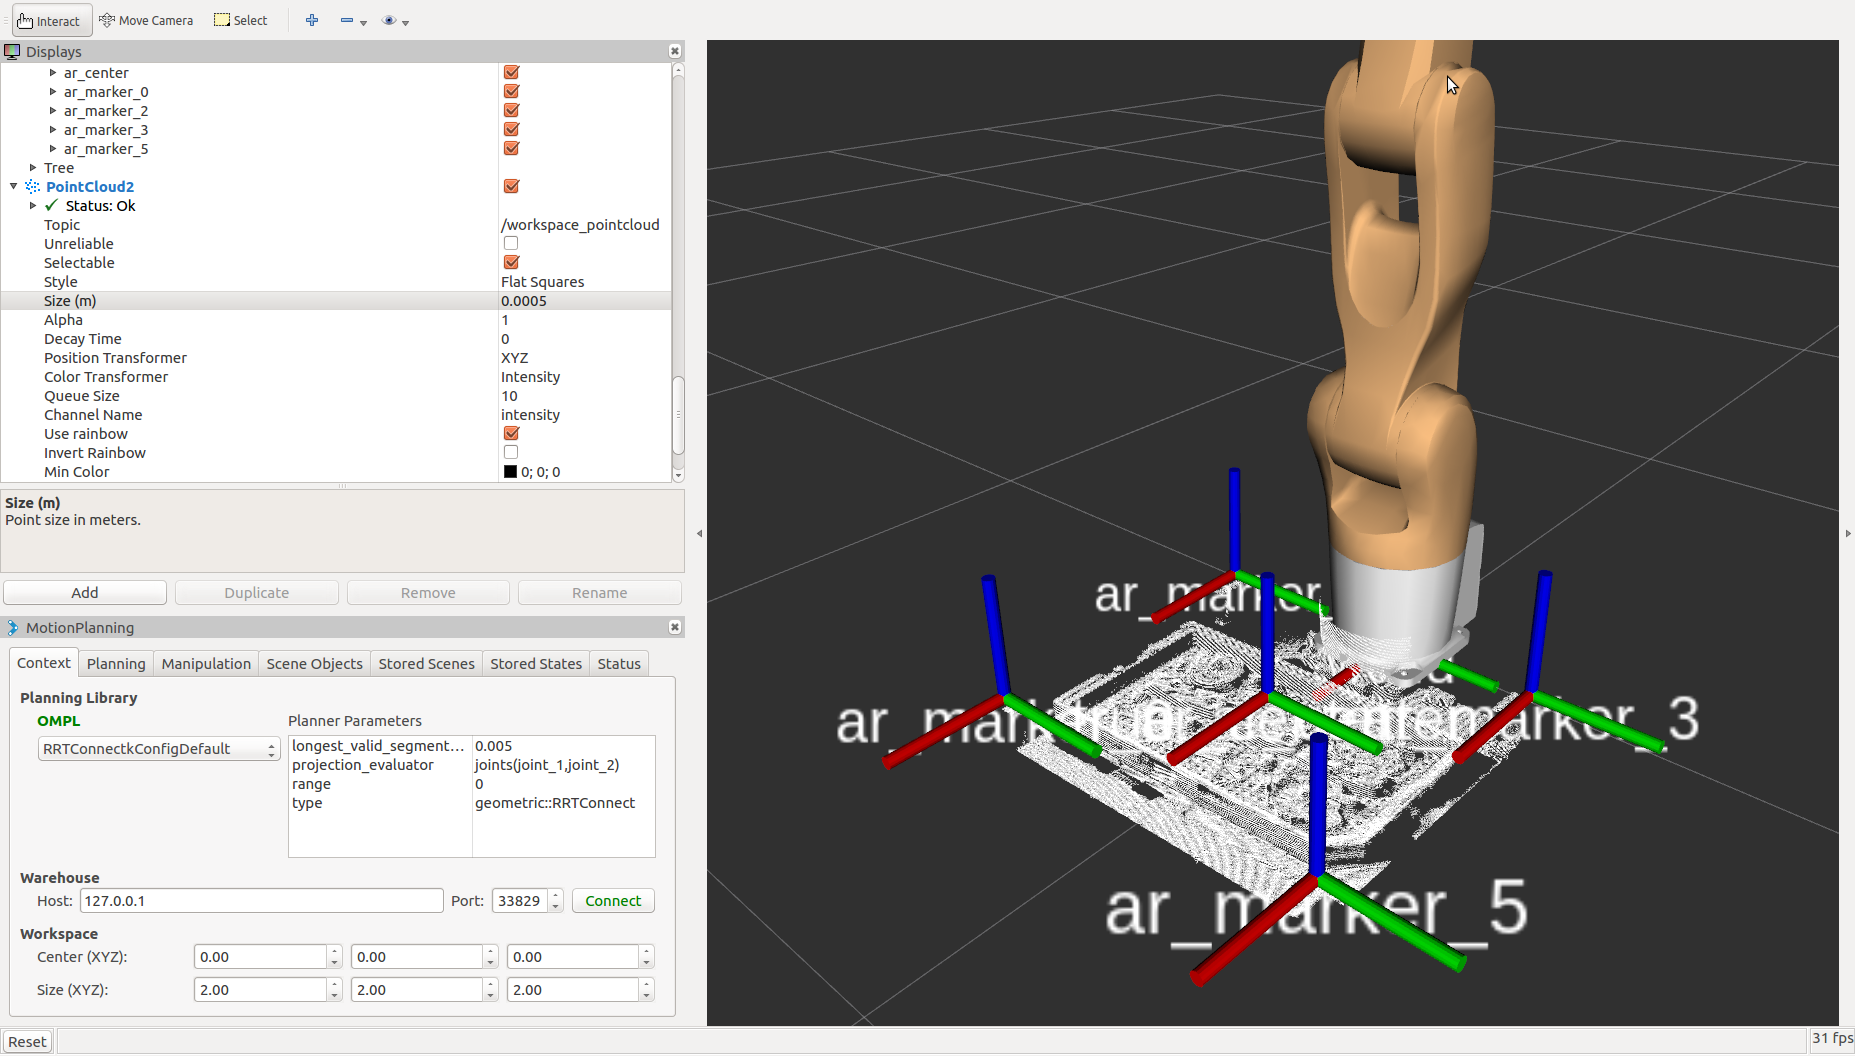 Interact Move Camera Select
Displays
ar_center
ar_marker_0
ar_marker_2
ar_marker_3
ar_marker_5
Tree
PointCloud2
Status: Ok
Topic /workspace_pointcloud
Unreliable
Selectable
Style Flat Squares
Size (m) 0.0005
Alpha 1
Decay Time 0
Position Transformer XYZ
Color Transformer Intensity
Queue Size 10
Channel Name intensity
Use rainbow
Invert Rainbow
Min Color 0; 0; 0
Size (m)
Point size in meters.
Add Duplicate Remove Rename
MotionPlanning
Context Planning Manipulation Scene Objects Stored Scenes Stored States Status
Planning Library
OMPL Planner Parameters
RRTConnectkConfigDefault
longest_valid_segment... 0.005
projection_evaluator joints(joint_1,joint_2)
range 0
type geometric::RRTConnect
Warehouse
Host: 127.0.0.1 Port: 33829 Connect
Workspace
Center (XYZ): 0.00 0.00 0.00
Size (XYZ): 2.00 2.00 2.00
Reset
ar_marker_
marker_3
ar_marker_5
31 fps